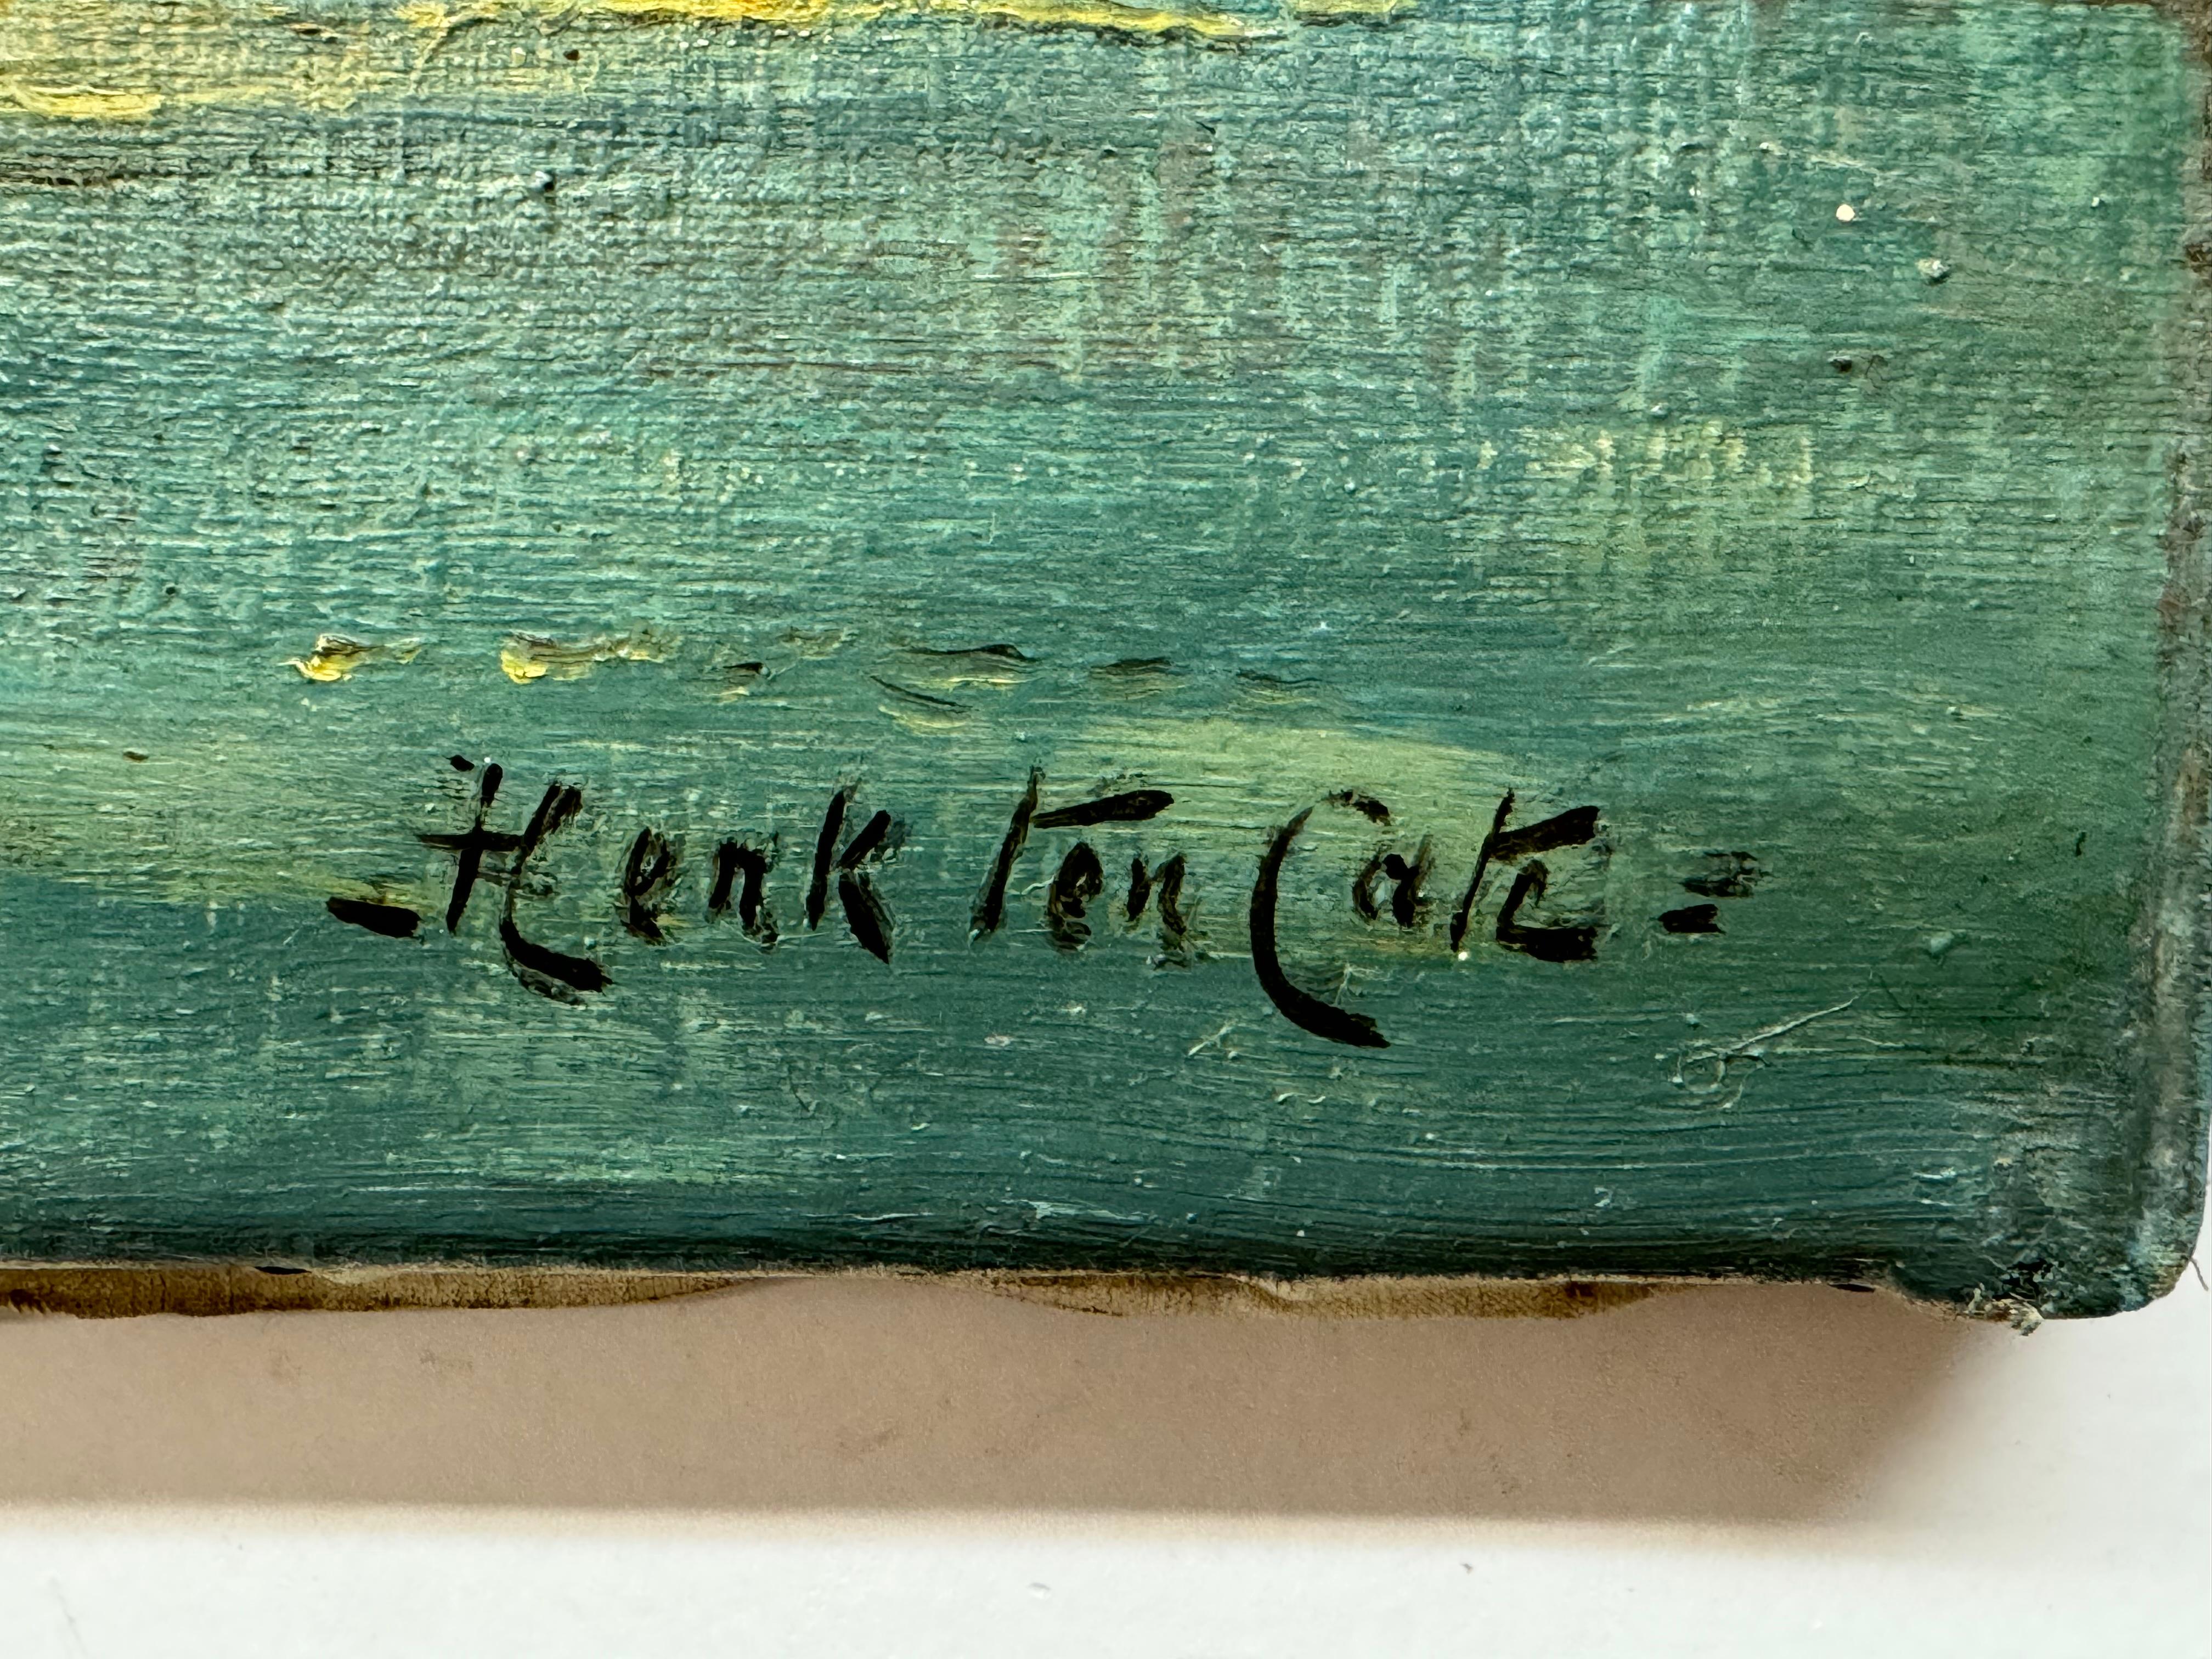 -Henk Ten Cate=